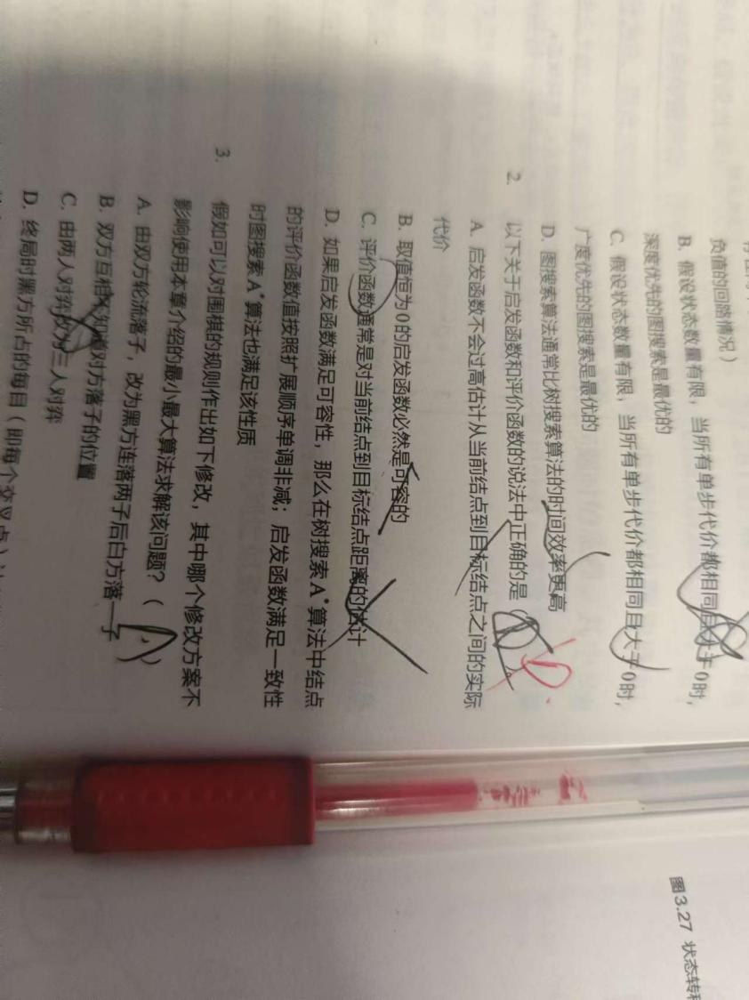 负值的回路情况）
B. 假设状态数量有限，当所有单步代价都相同且大于0时，
深度优先的图搜索是最优的
C. 假设状态数量有限，当所有单步代价都相同且大于0时，
广度优先的图搜索是最优的
D. 图搜索算法通常比树搜索算法的时间效率更高
2. 以下关于启发函数和评价函数的说法中正确的是（
A. 启发函数不会过高估计从当前结点到目标结点之间的实际
代价
B. 取值恒为0的启发函数必然是可容的
C. 评价函数通常是对当前结点到目标结点距离的估计
D. 如果启发函数满足可容性，那么在树搜索A*算法中结点
的评价函数值按照扩展顺序单调非减；启发函数满足一致性
时图搜索A*算法也满足该性质
3. 假如可以对围棋的规则作出如下修改，其中哪个修改方案不
影响使用本章介绍的最小最大算法求解该问题？（ ）
A. 由双方轮流落子，改为黑方连落两子后白方落一子
B. 双方互相不知道对方落子的位置
C. 由两人对弈改为三人对弈
D. 终局时黑方所占的每目（即每个交叉点）
图3.27 状态转移